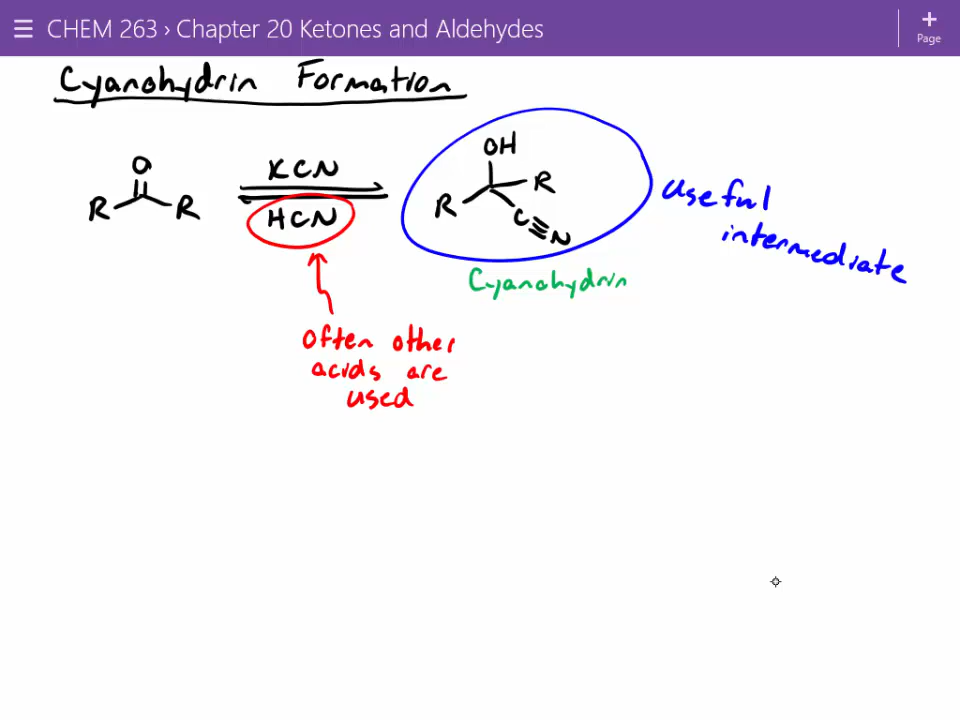 ☰ CHEM 263 › Chapter 20 Ketones and Aldehydes
+
Page
Cyanohydrin Formation
O
R R
KCN
HCN
OH
R
R
C≡N
Cyanohydrin
useful
intermediate
Often other
acids are
used